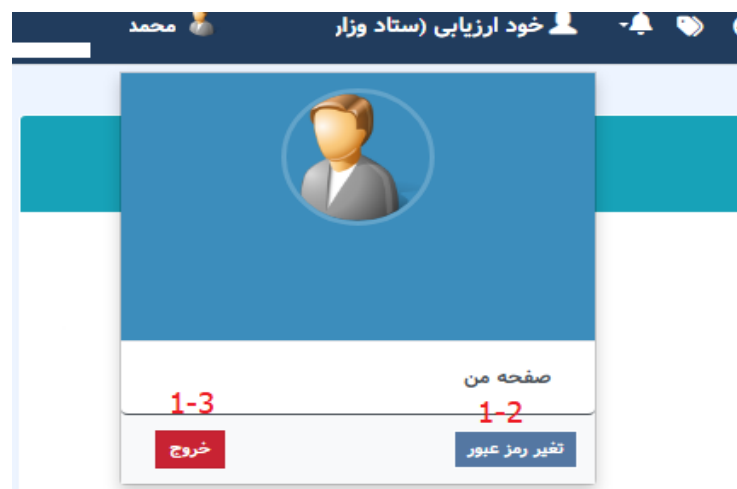 خود ارزیابی (ستاد وزار
محمد
صفحه من
1-2
1-3
تغیر رمز عبور
خروج